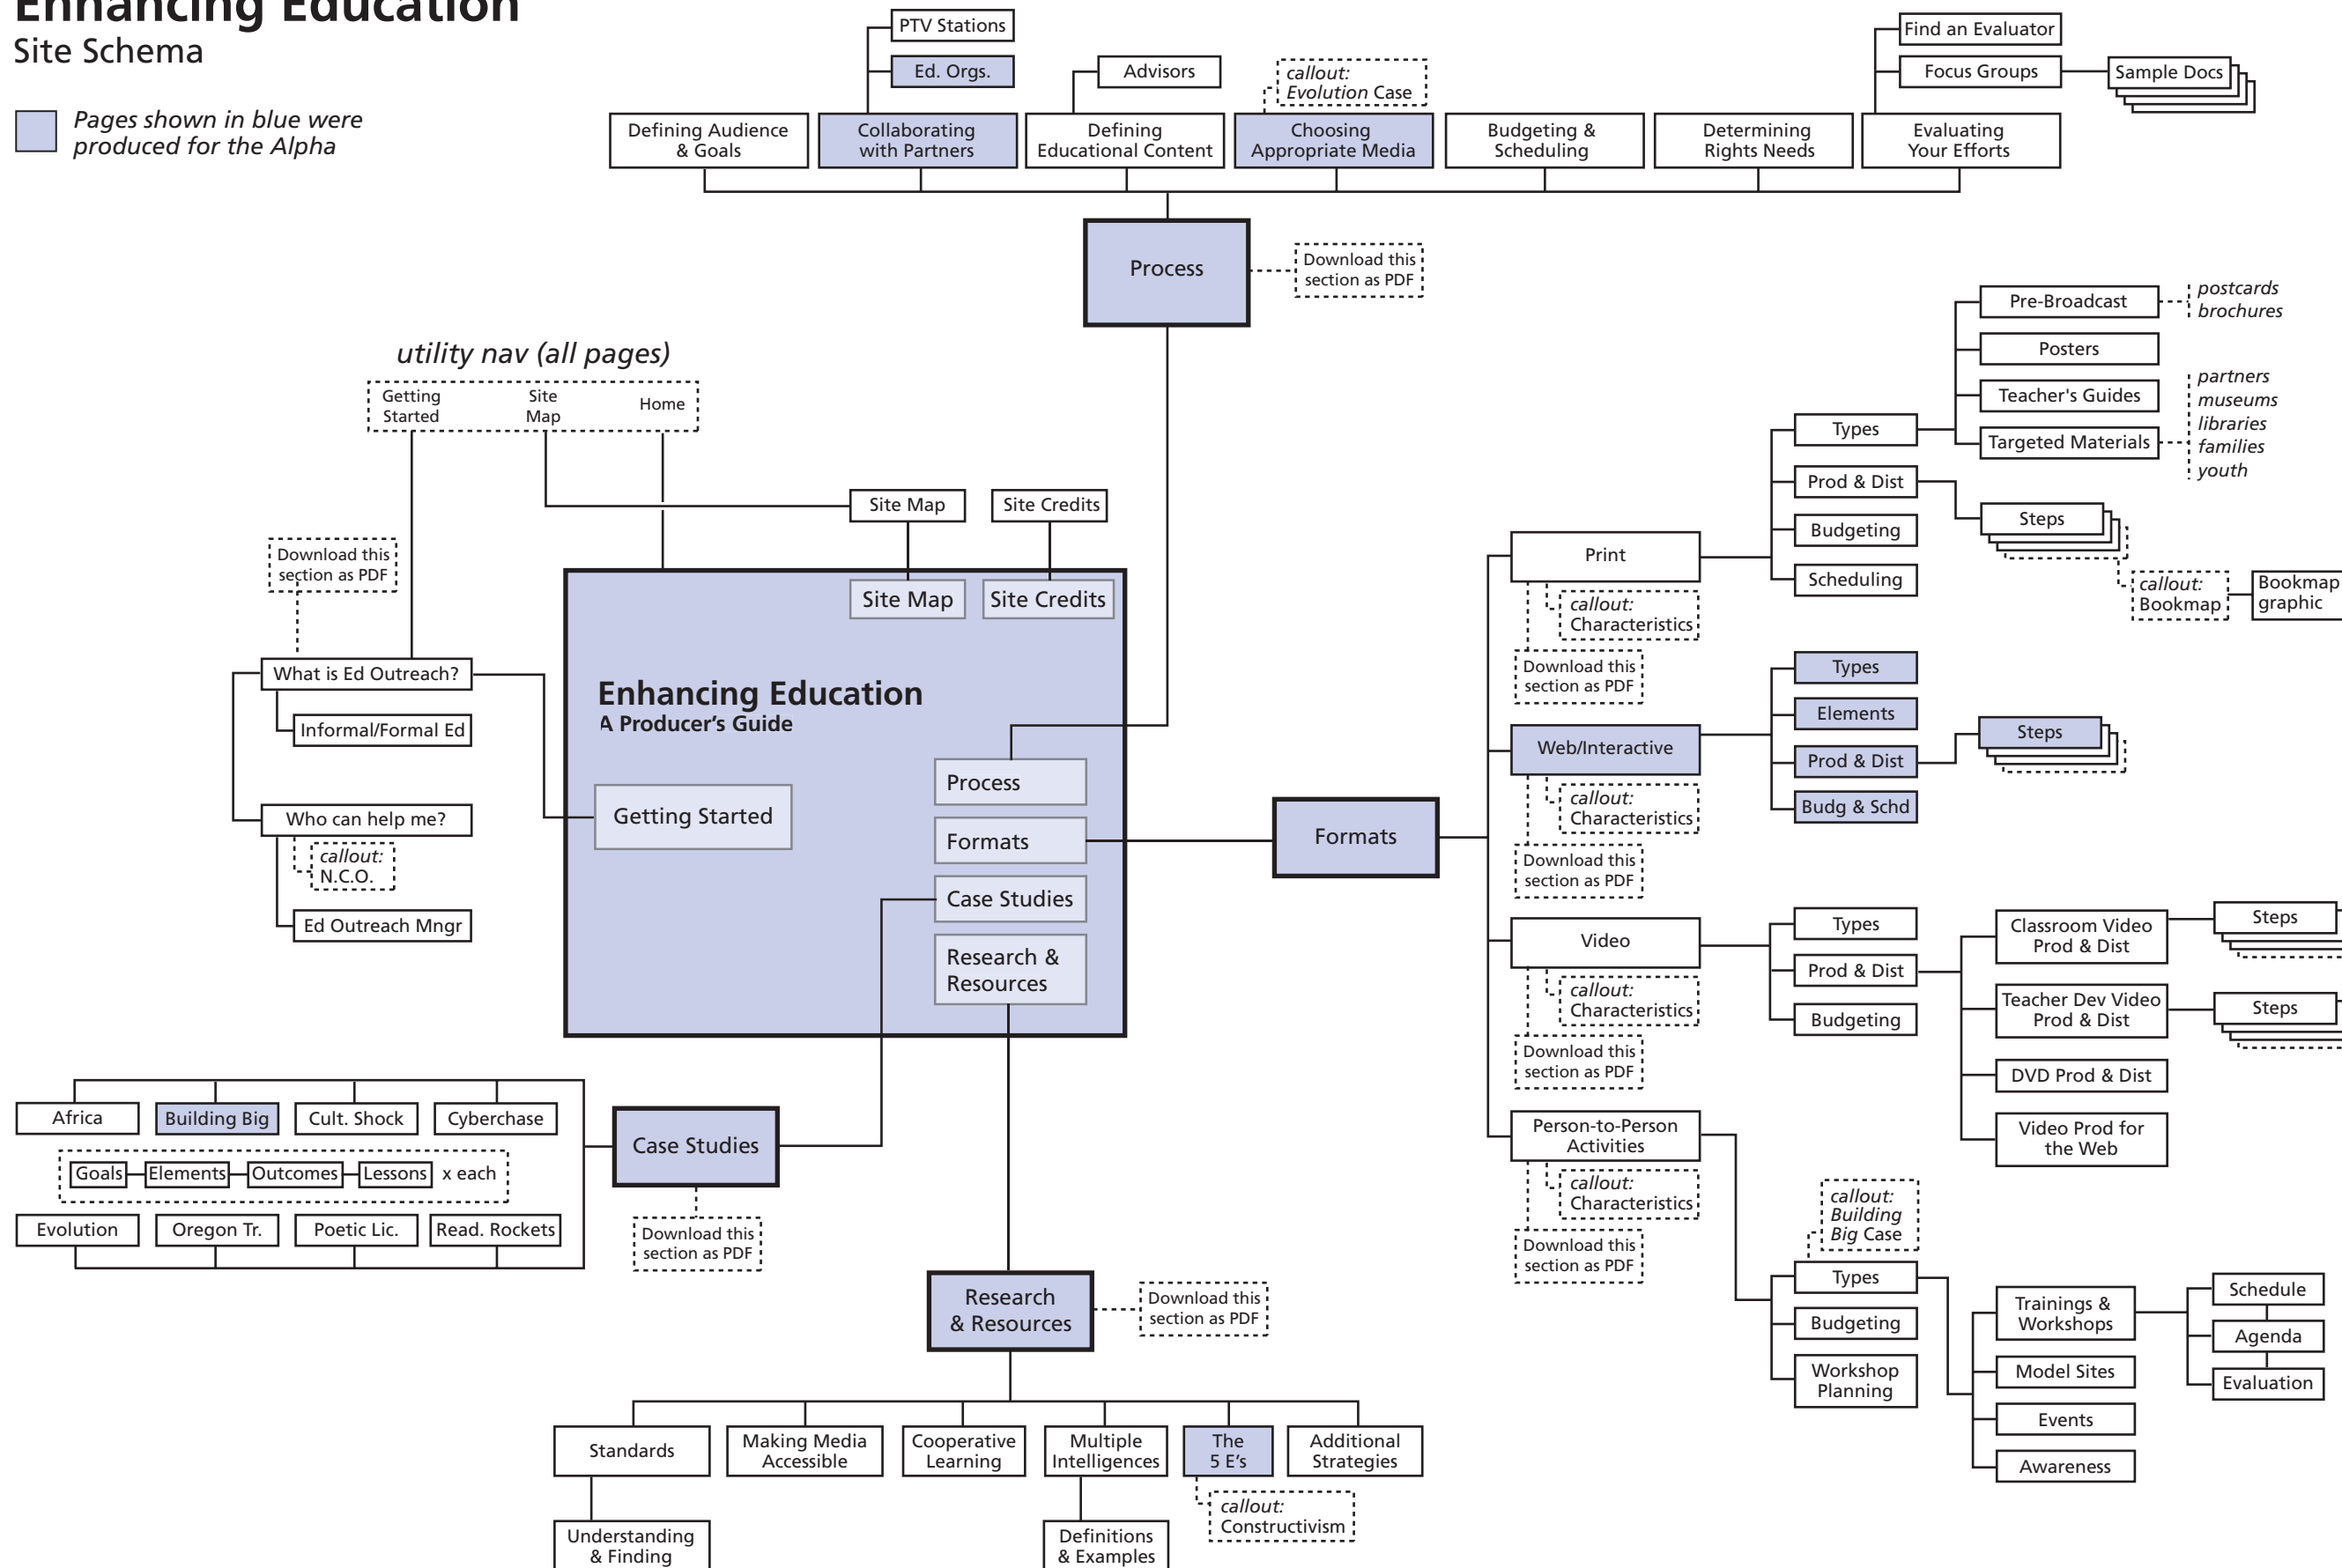 Enhancing Education
Site Schema
Pages shown in blue were
produced for the Alpha
PTV Stations
Ed. Orgs.
Advisors
callout:
Evolution Case
Find an Evaluator
Focus Groups
Sample Docs
Defining Audience
& Goals
Collaborating
with Partners
Defining
Educational Content
Choosing
Appropriate Media
Budgeting &
Scheduling
Determining
Rights Needs
Evaluating
Your Efforts
Process
Download this
section as PDF
utility nav (all pages)
Getting
Started
Site
Map
Home
Site Map
Site Credits
Download this
section as PDF
What is Ed Outreach?
Informal/Formal Ed
Who can help me?
callout:
N.C.O.
Ed Outreach Mngr
Site Map
Site Credits
Enhancing Education
A Producer's Guide
Getting Started
Process
Formats
Case Studies
Research &
Resources
Formats
Print
callout:
Characteristics
Download this
section as PDF
Types
Prod & Dist
Budgeting
Scheduling
Pre-Broadcast
postcards
brochures
Posters
Teacher's Guides
Targeted Materials
partners
museums
libraries
families
youth
Steps
callout:
Bookmap
Bookmap
graphic
Web/Interactive
callout:
Characteristics
Download this
section as PDF
Types
Elements
Prod & Dist
Budg & Schd
Steps
Video
callout:
Characteristics
Download this
section as PDF
Types
Prod & Dist
Budgeting
Classroom Video
Prod & Dist
Steps
Teacher Dev Video
Prod & Dist
Steps
DVD Prod & Dist
Video Prod for
the Web
Person-to-Person
Activities
callout:
Characteristics
Download this
section as PDF
callout:
Building
Big Case
Types
Budgeting
Workshop
Planning
Trainings &
Workshops
Model Sites
Events
Awareness
Schedule
Agenda
Evaluation
Africa
Building Big
Cult. Shock
Cyberchase
Goals
Elements
Outcomes
Lessons
x each
Evolution
Oregon Tr.
Poetic Lic.
Read. Rockets
Case Studies
Download this
section as PDF
Research
& Resources
Download this
section as PDF
Standards
Making Media
Accessible
Cooperative
Learning
Multiple
Intelligences
The
5 E's
Additional
Strategies
callout:
Constructivism
Understanding
& Finding
Definitions
& Examples